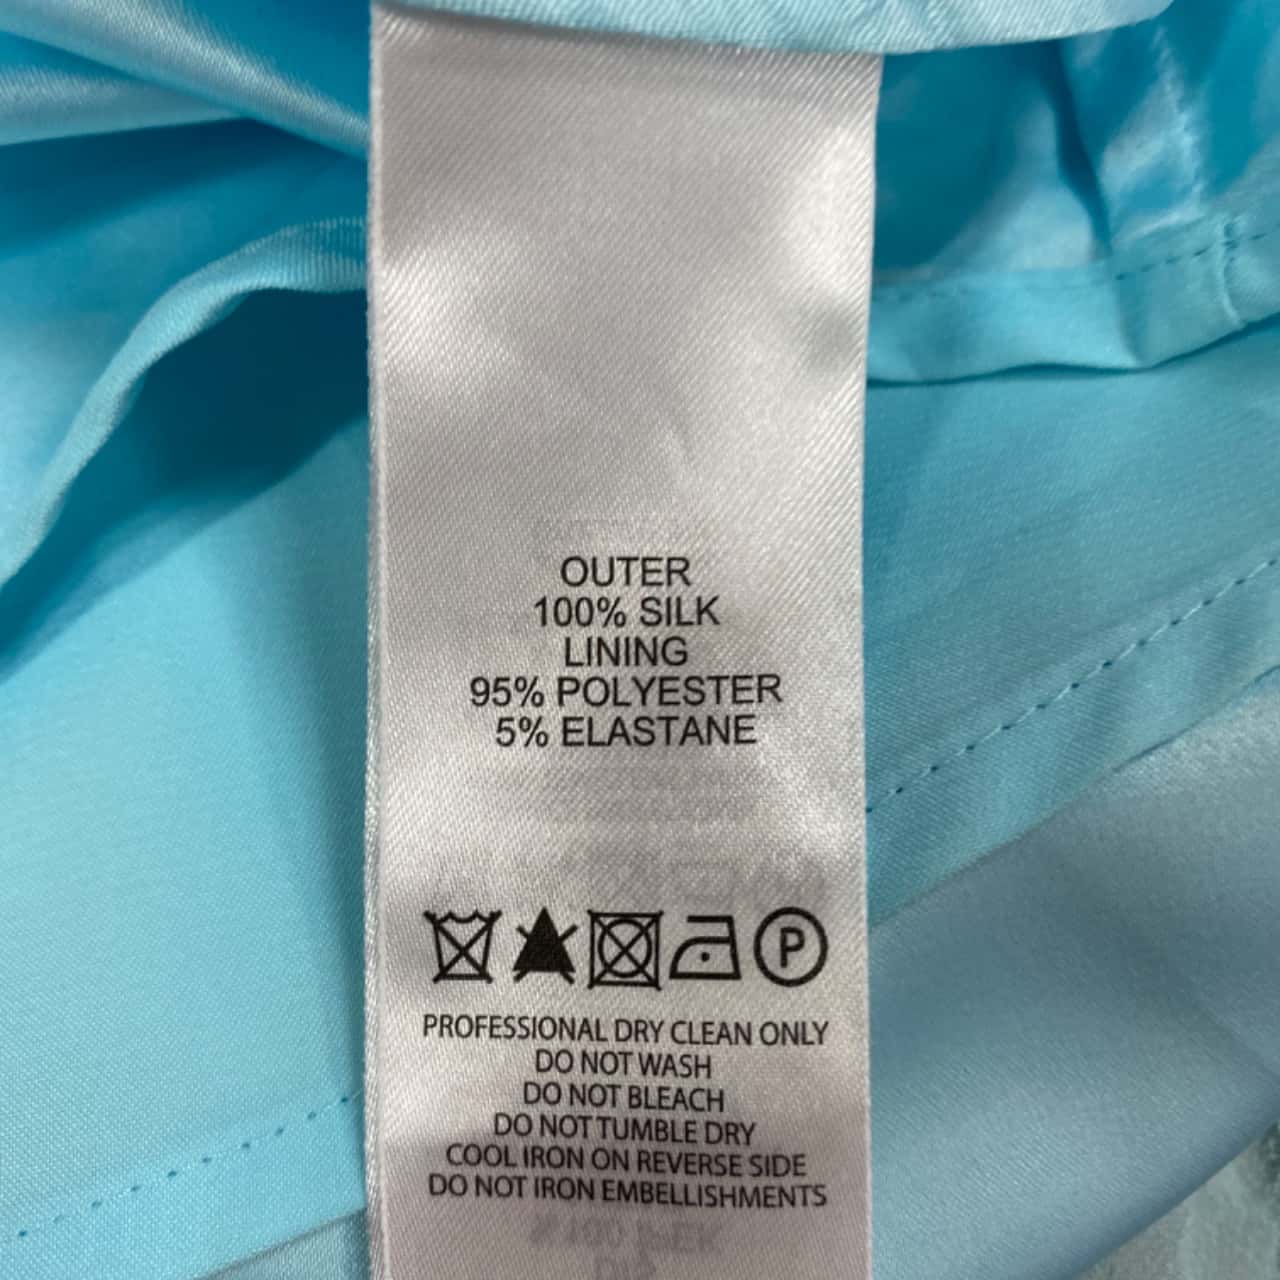 OUTER
100% SILK
LINING
95% POLYESTER
5% ELASTANE
P
PROFESSIONAL DRY CLEAN ONLY
DO NOT WASH
DO NOT BLEACH
DO NOT TUMBLE DRY
COOL IRON ON REVERSE SIDE
DO NOT IRON EMBELLISHMENTS